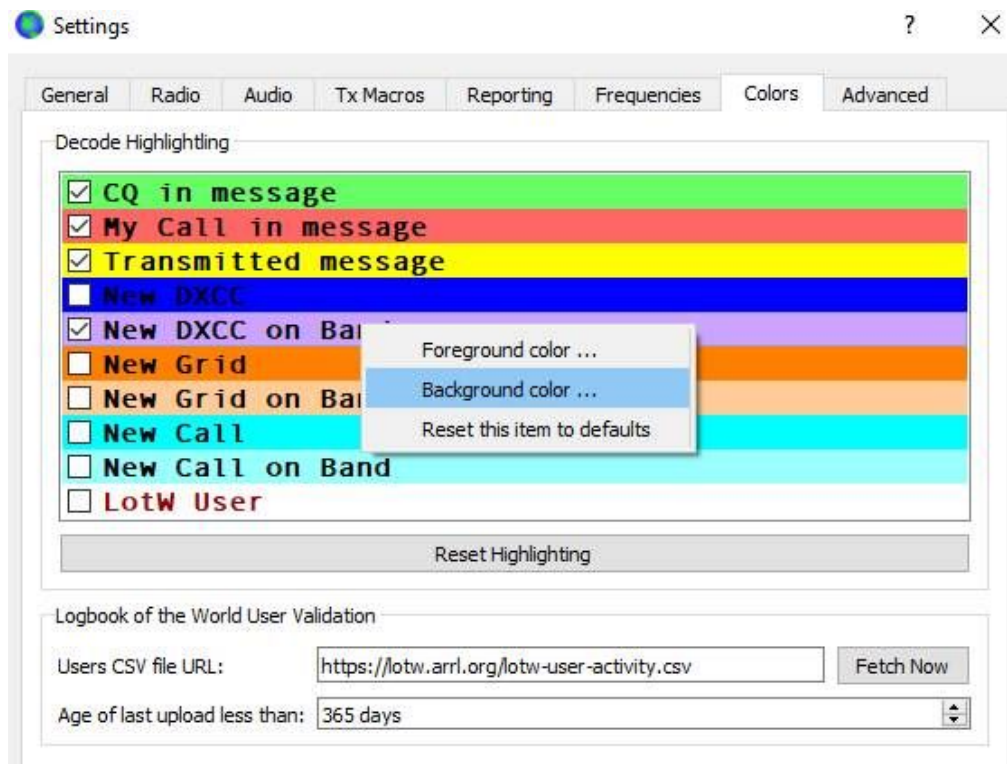 Settings
?
General Radio Audio Tx Macros Reporting Frequencies Colors Advanced
Decode Highlightling
CQ in message
My Call in message
Transmitted message
New DXCC
New DXCC on
Foreground color ...
New Grid
Background color ...
New Grid on
New Call
Reset this item to defaults
New Call on Band
LotW User
Reset Highlighting
Logbook of the World User Validation
Users CSV file URL: https://lotw.arrl.org/lotw-user-activity.csv Fetch Now
Age of last upload less than: 365 days